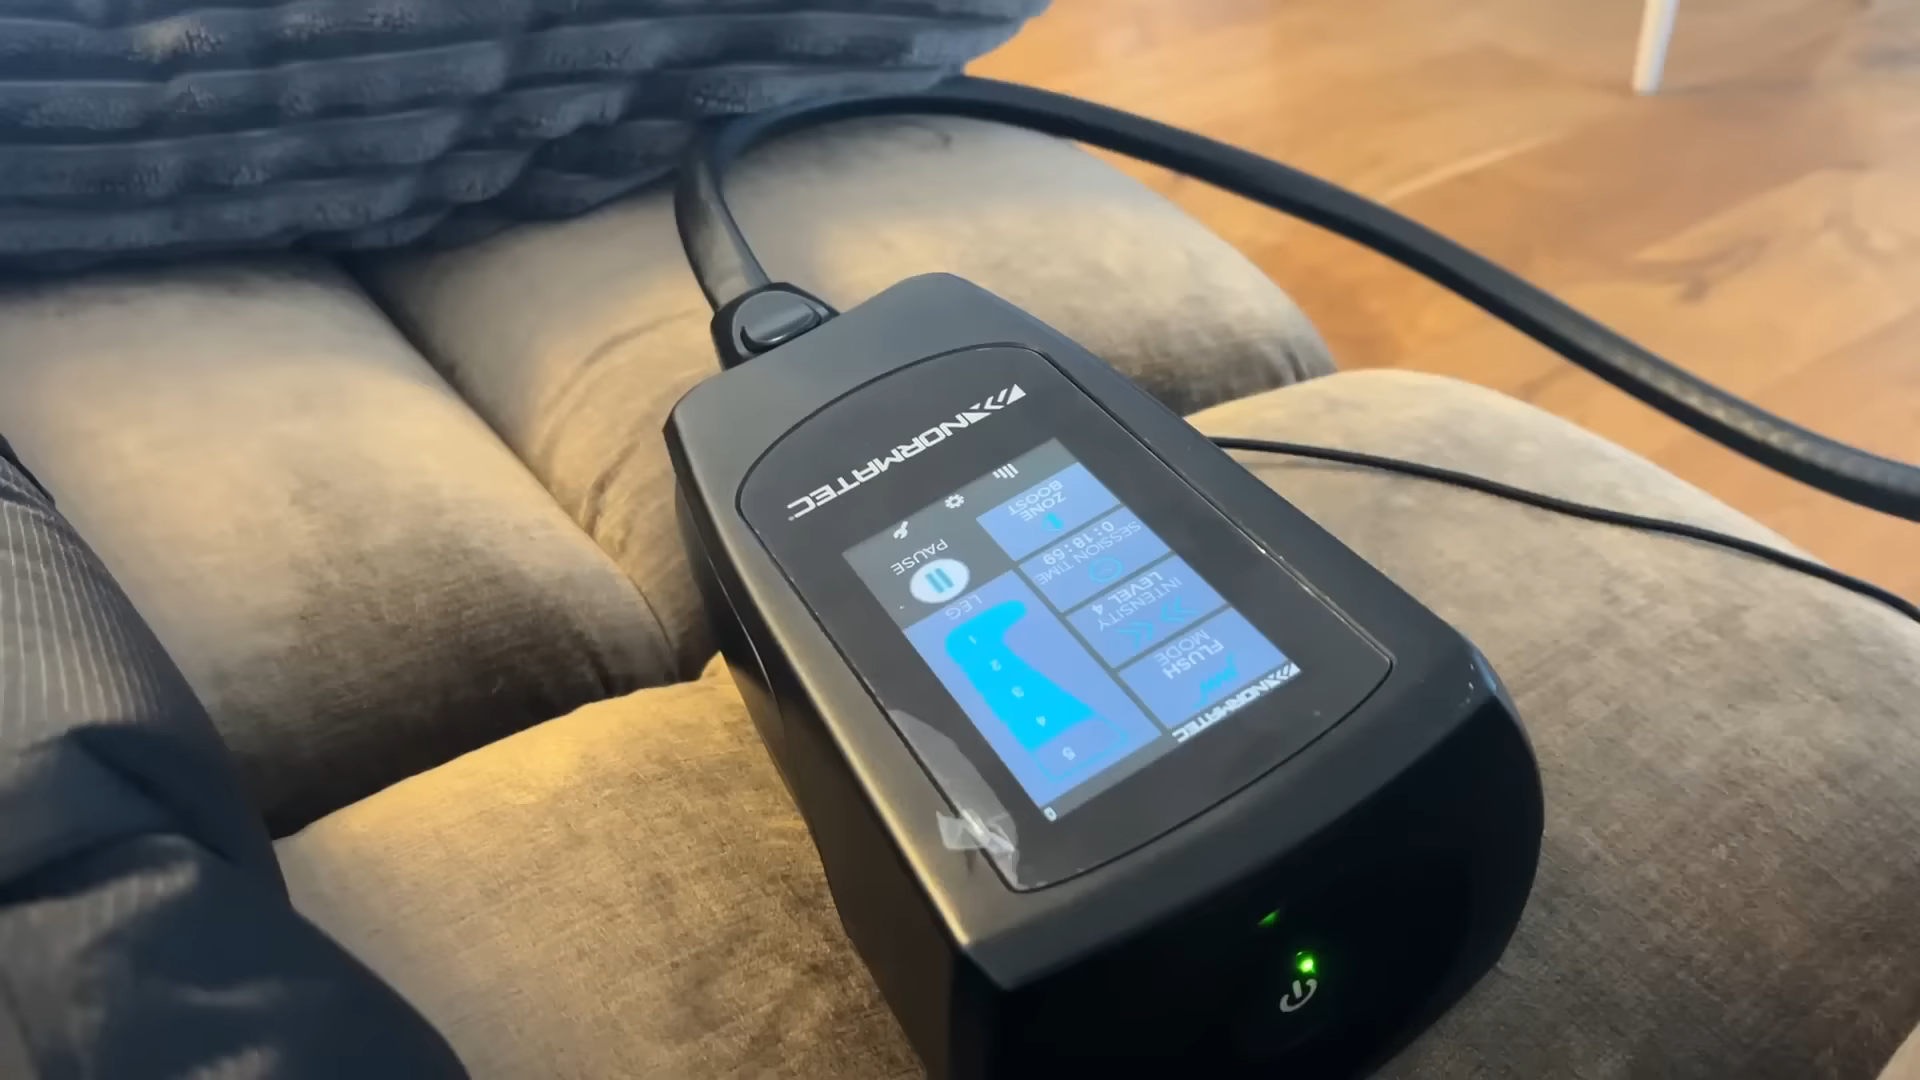 NORMATEC
NORMATEC
FLUSH
MODE
INTENSITY
LEVEL 4
SESSION TIME
0:18:59
ZONE
BOOST
5
4
3
2
1
LEG
PAUSE